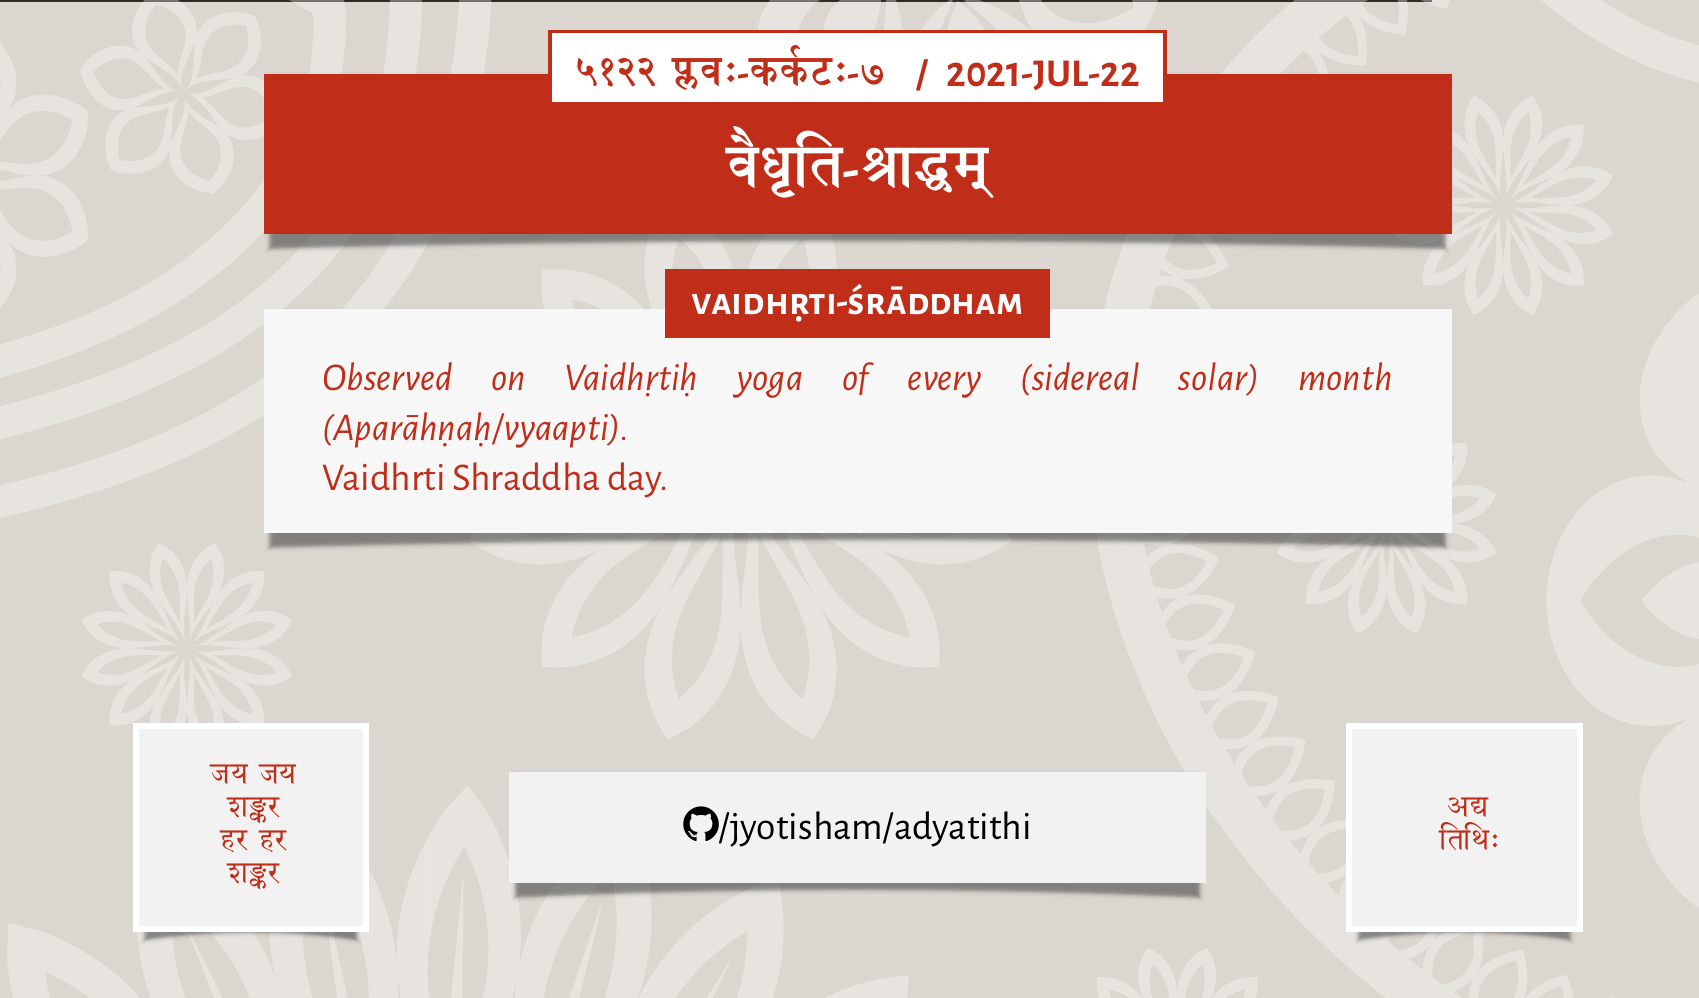 ५१२२ प्लवः-कर्कटः-७ / 2021-JUL-22
वैधृति-श्राद्धम्
VAIDHṚTI-ŚRĀDDHAM
Observed on Vaidhṛtiḥ yoga of every (sidereal solar) month
(Aparāhṇaḥ/vyaapti).
Vaidhrti Shraddha day.
जय जय
शङ्कर
हर हर
शङ्कर
/jyotisham/adyatithi
अद्य
तिथिः